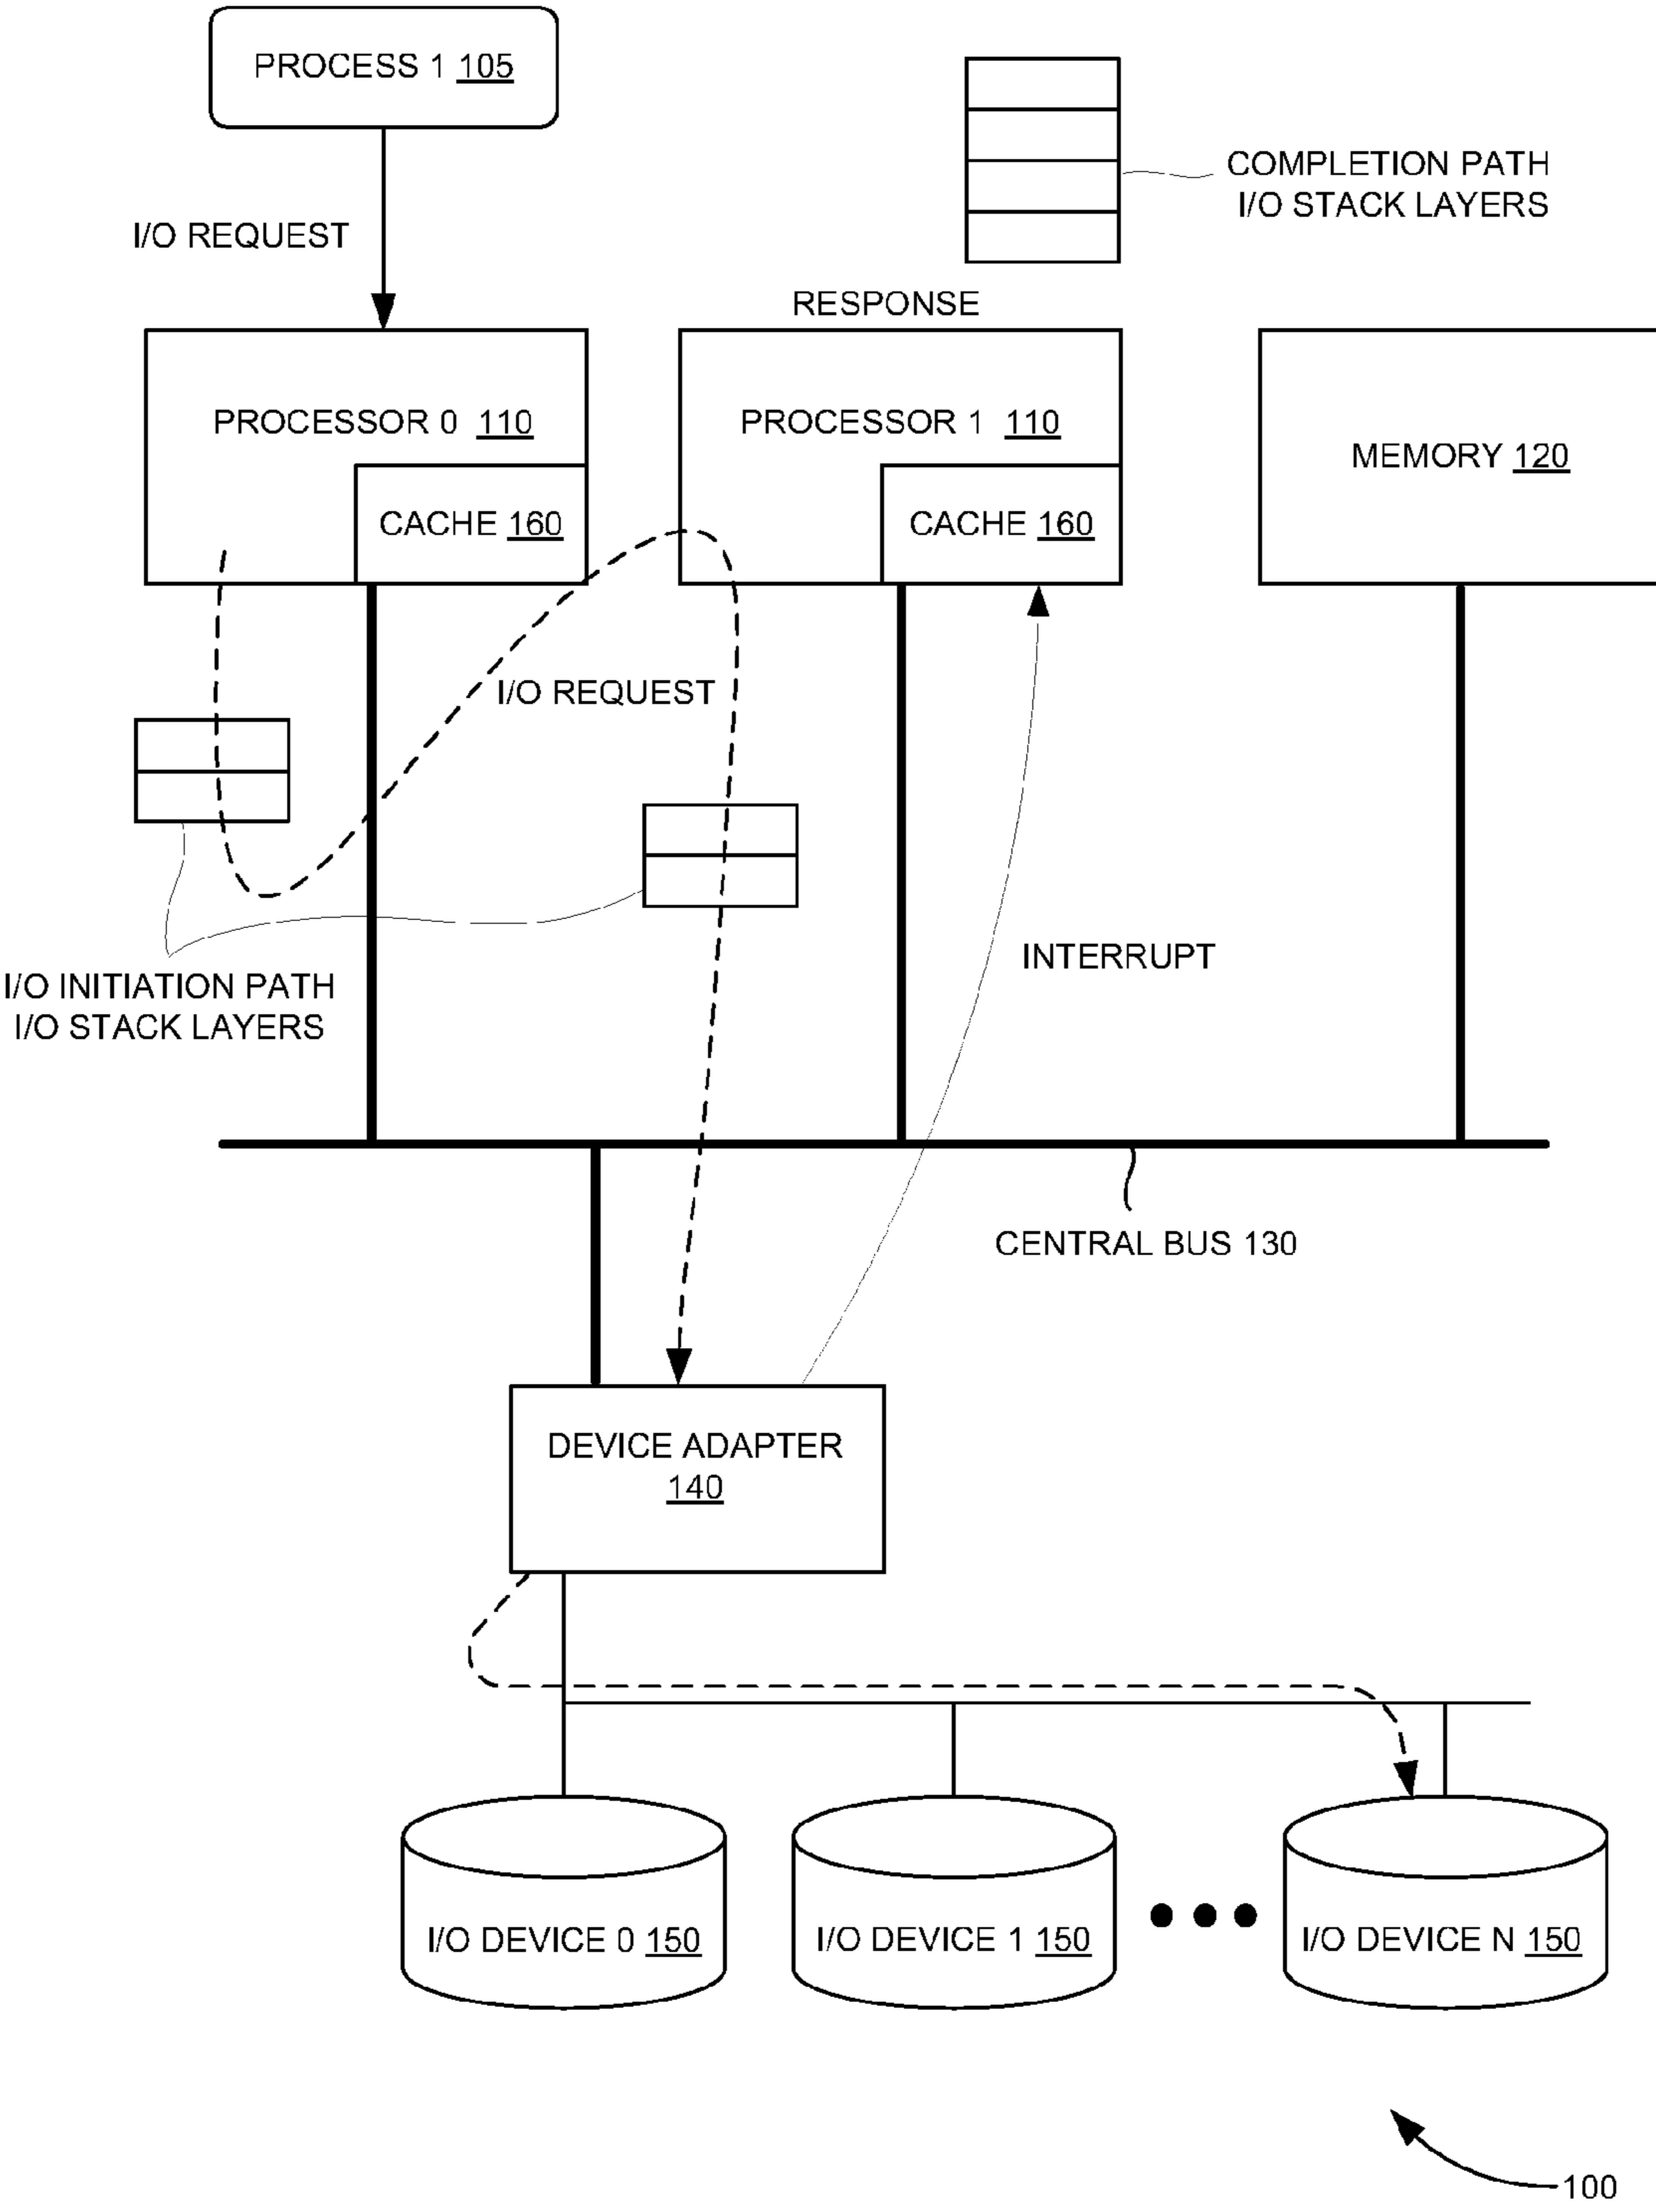 PROCESS 1 105
COMPLETION PATH
I/O STACK LAYERS
I/O REQUEST
RESPONSE
PROCESSOR 0 110
CACHE 160
PROCESSOR 1 110
CACHE 160
MEMORY 120
I/O REQUEST
I/O INITIATION PATH
I/O STACK LAYERS
INTERRUPT
CENTRAL BUS 130
DEVICE ADAPTER
140
I/O DEVICE 0 150
I/O DEVICE 1 150
I/O DEVICE N 150
100